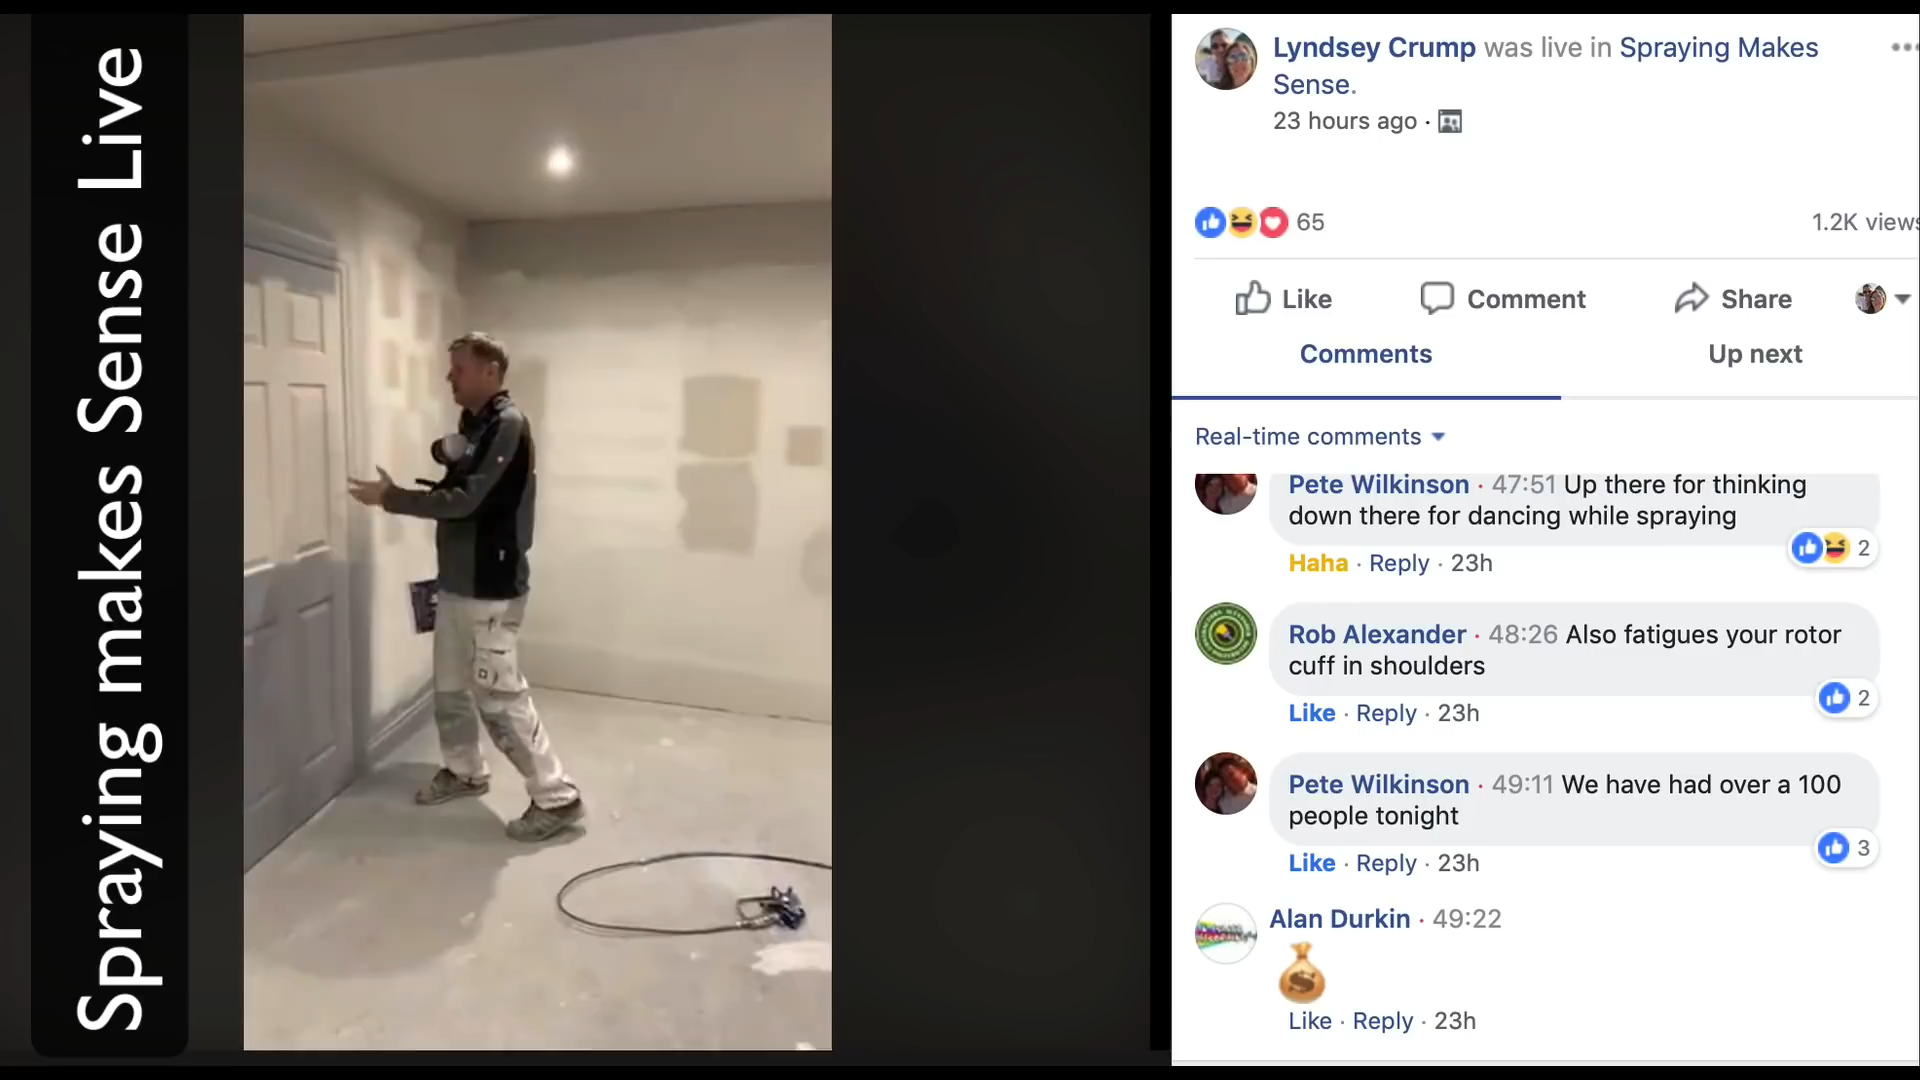 Spraying makes Sense Live
Lyndsey Crump was live in Spraying Makes
Sense.
23 hours ago ·
65
1.2K views
Like
Comment
Share
Comments
Up next
Real-time comments
Pete Wilkinson · 47:51 Up there for thinking
down there for dancing while spraying
2
Haha · Reply · 23h
Rob Alexander · 48:26 Also fatigues your rotor
cuff in shoulders
2
Like · Reply · 23h
Pete Wilkinson · 49:11 We have had over a 100
people tonight
3
Like · Reply · 23h
Alan Durkin · 49:22
Like · Reply · 23h